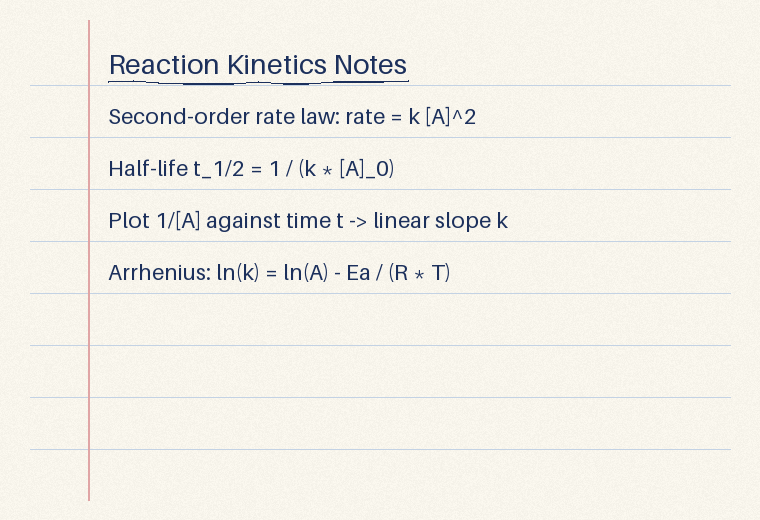 Reaction Kinetics Notes
Second-order rate law: rate = k [A]^2
Half-life t_1/2 = 1 / (k * [A]_0)
Plot 1/[A] against time t -> linear slope k
Arrhenius: ln(k) = ln(A) - Ea / (R * T)